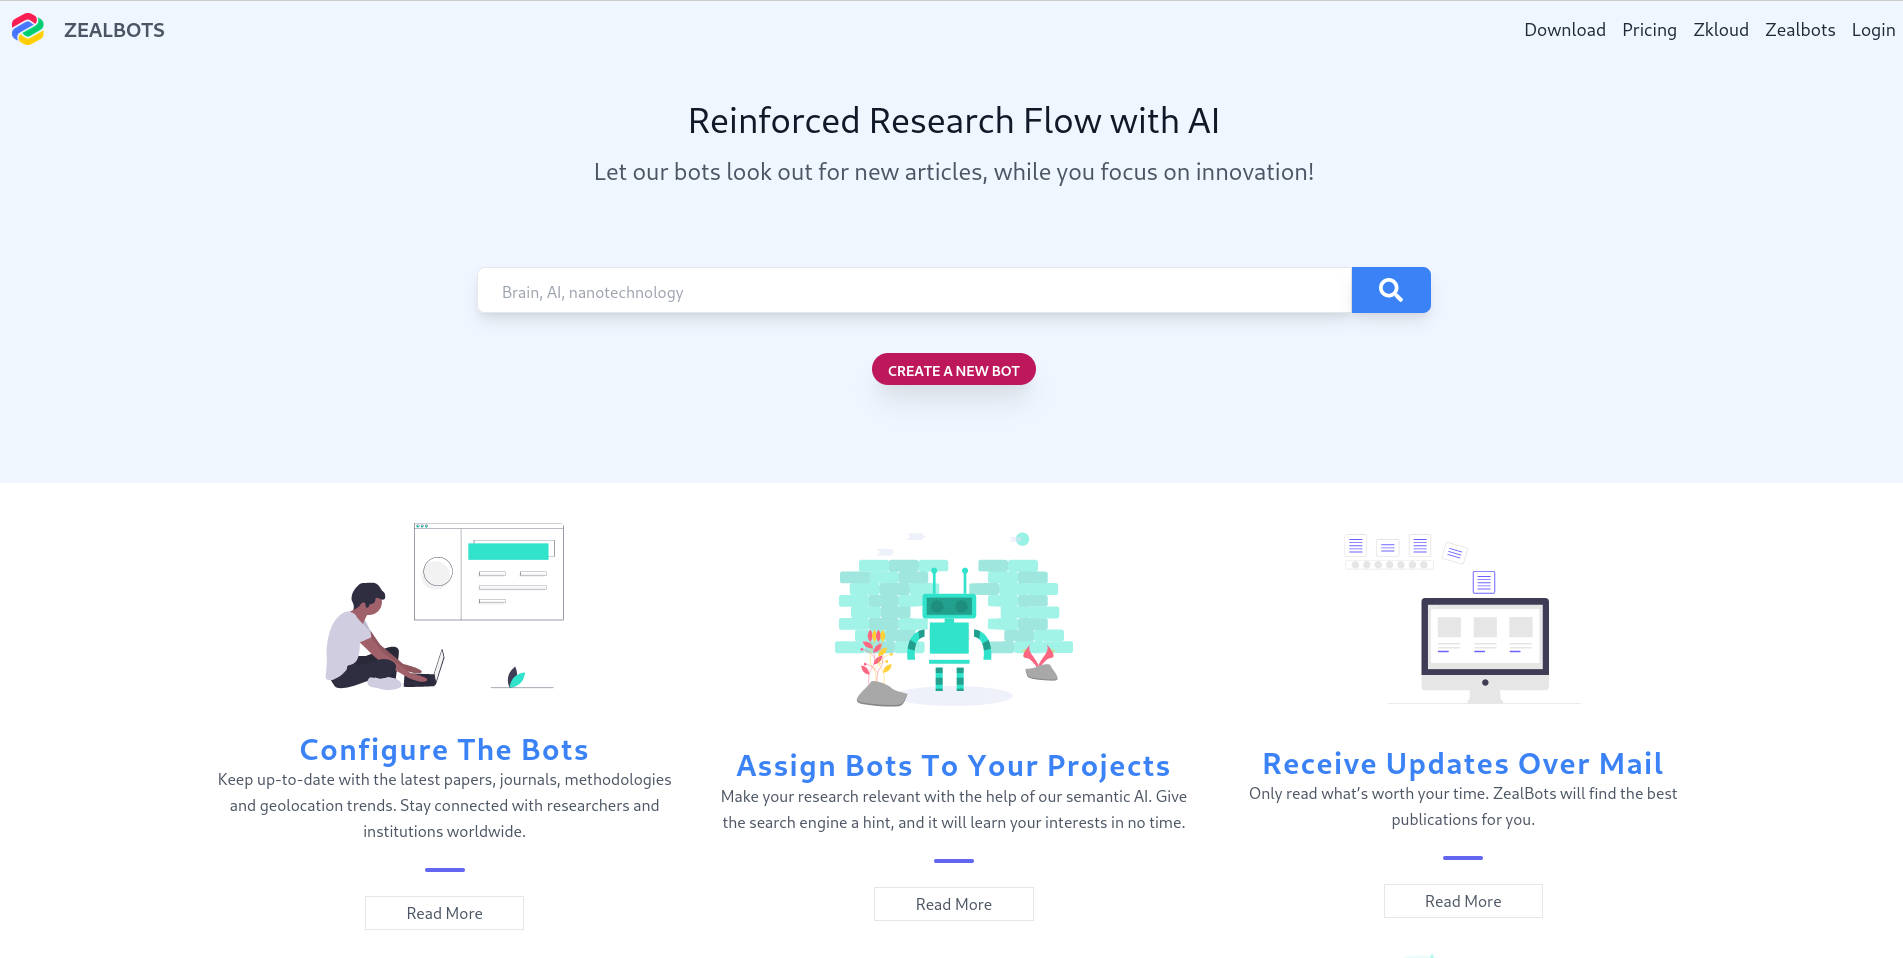 ZEALBOTS
Download Pricing Zkloud Zealbots Login
Reinforced Research Flow with AI
Let our bots look out for new articles, while you focus on innovation!
Brain, AI, nanotechnology
CREATE A NEW BOT
Configure The Bots
Keep up-to-date with the latest papers, journals, methodologies
and geolocation trends. Stay connected with researchers and
institutions worldwide.
Read More
Assign Bots To Your Projects
Make your research relevant with the help of our semantic AI. Give
the search engine a hint, and it will learn your interests in no time.
Read More
Receive Updates Over Mail
Only read what's worth your time. ZealBots will find the best
publications for you.
Read More